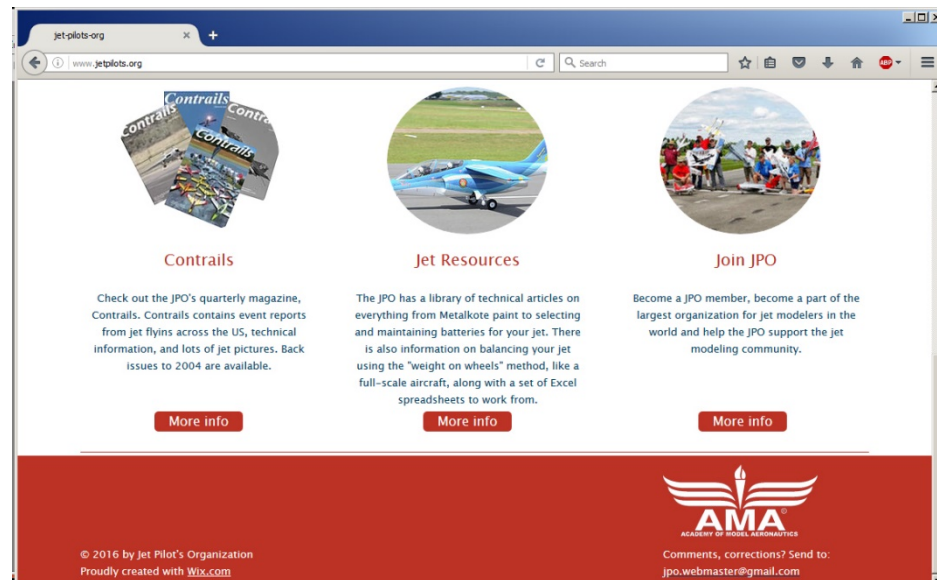 jet-pilots-org
www.jetpilots.org
Search
ABP
Contrails
Contrails
Contrails
Contrails
Jet Resources
Join JPO
Check out the JPO's quarterly magazine,
Contrails. Contrails contains event reports
from jet flyins across the US, technical
information, and lots of jet pictures. Back
issues to 2004 are available.
The JPO has a library of technical articles on
everything from Metalkote paint to selecting
and maintaining batteries for your jet. There
is also information on balancing your jet
using the "weight on wheels" method, like a
full-scale aircraft, along with a set of Excel
spreadsheets to work from.
Become a JPO member, become a part of the
largest organization for jet modelers in the
world and help the JPO support the jet
modeling community.
More info
More info
More info
AMA
ACADEMY OF MODEL AERONAUTICS
© 2016 by Jet Pilot's Organization
Proudly created with Wix.com
Comments, corrections? Send to:
jpo.webmaster@gmail.com